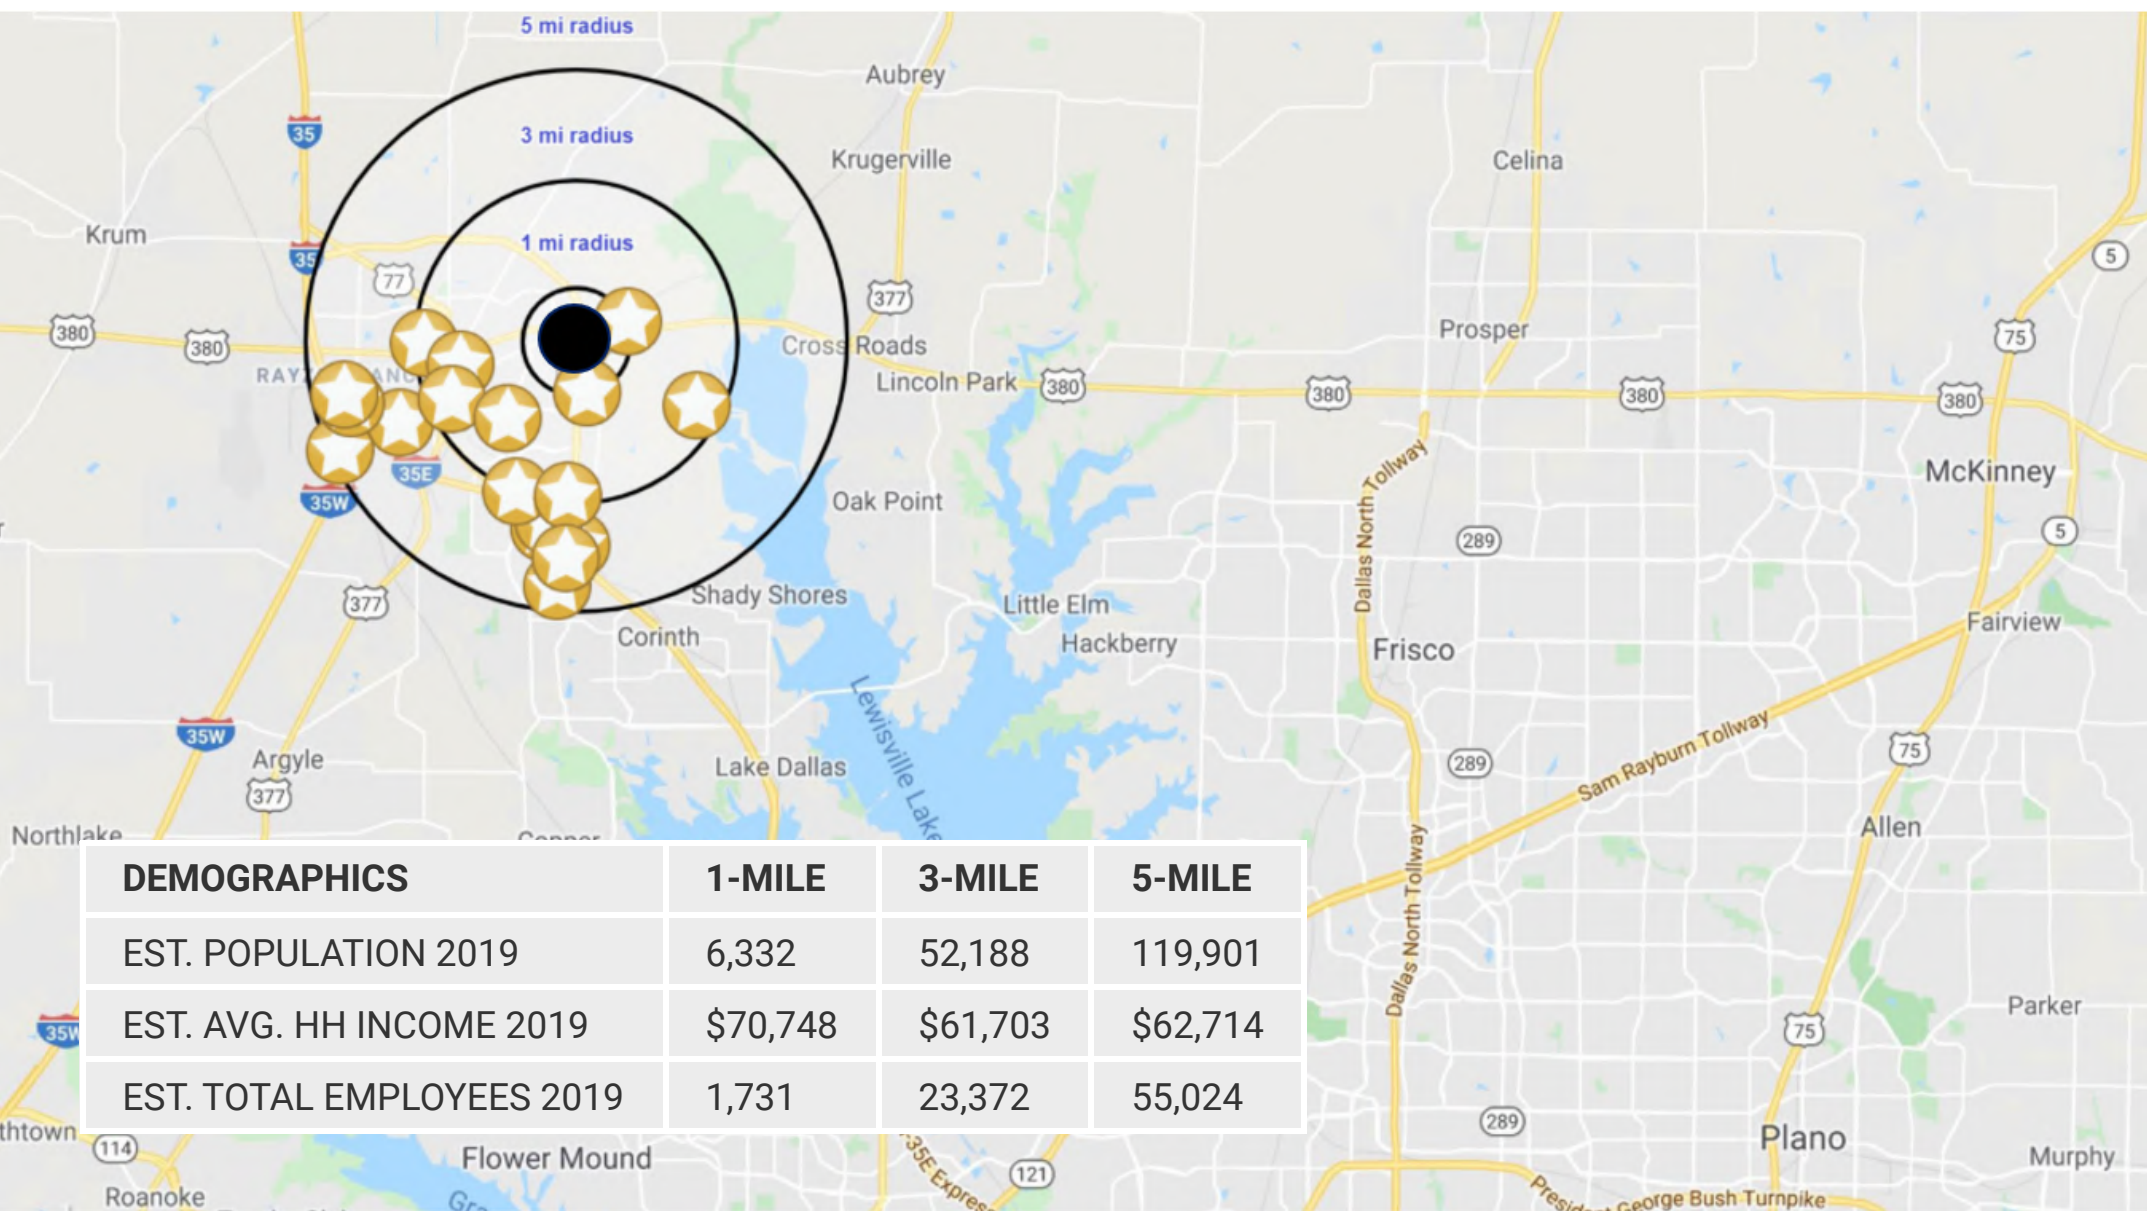 5 mi radius
Aubrey
35
3 mi radius
Krugerville
Celina
Krum
1 mi radius
35
5
77
377
380
380
Prosper
75
Cross Roads
Lincoln Park
380
380
380
380
35E
McKinney
35W
Oak Point
Dallas North Tollway
289
5
377
Shady Shores
Little Elm
Fairview
Corinth
Hackberry
Frisco
35W
Argyle
Lake Dallas
Lewisville Lake
289
Sam Rayburn Tollway
75
377
Northlake
Allen
DEMOGRAPHICS 1-MILE 3-MILE 5-MILE
EST. POPULATION 2019 6,332 52,188 119,901
EST. AVG. HH INCOME 2019 $70,748 $61,703 $62,714
EST. TOTAL EMPLOYEES 2019 1,731 23,372 55,024
Dallas North Tollway
35W
Parker
75
289
thtown
114
Flower Mound
Plano
Murphy
121
Roanoke
George Bush Turnpike